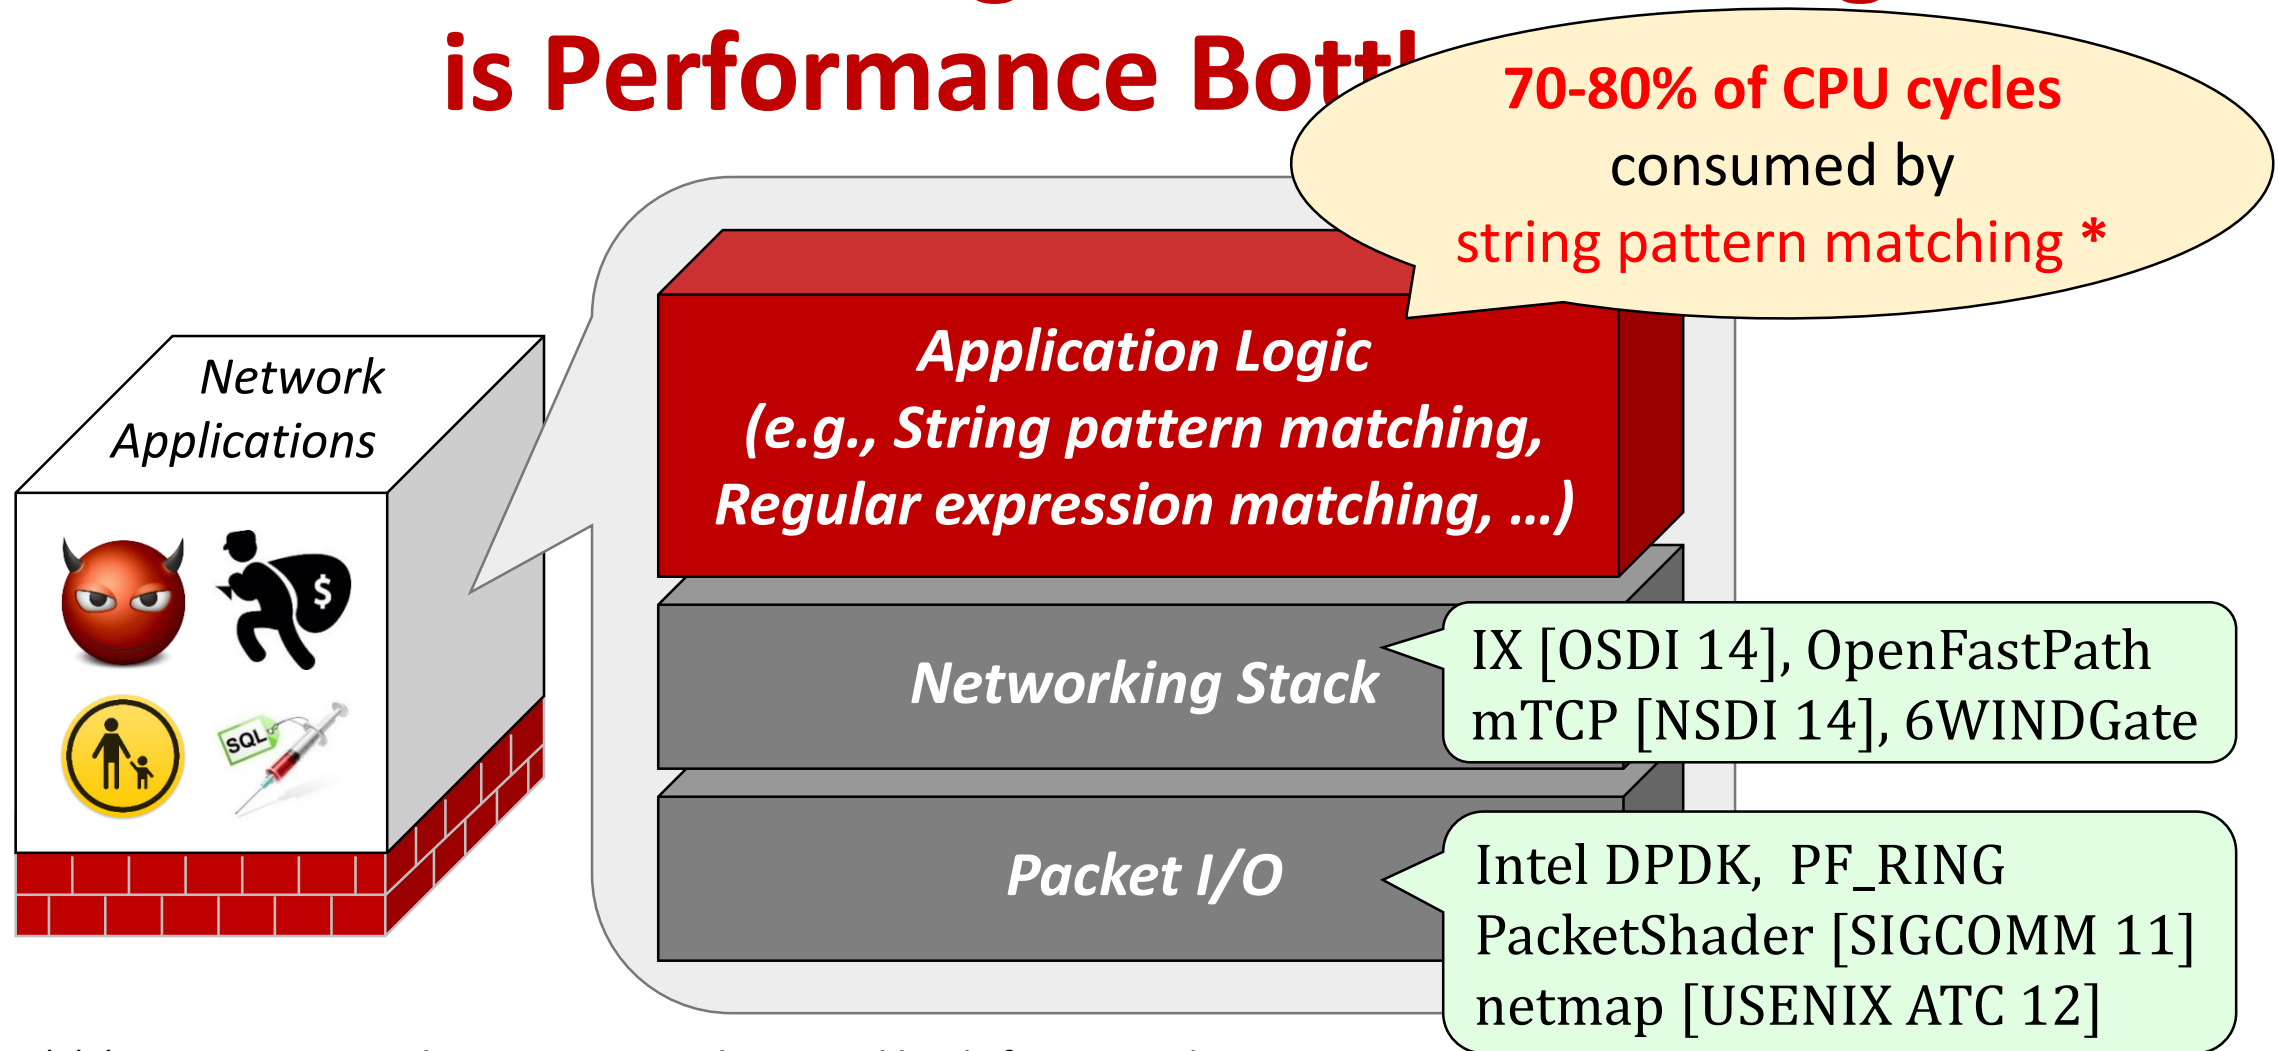 is Performance
70-80% of CPU cycles
consumed by
string pattern matching *
Network
Applications
SQL
$
Application Logic
(e.g., String pattern matching,
Regular expression matching, …)
Networking Stack
IX [OSDI 14], OpenFastPath
mTCP [NSDI 14], 6WINDGate
Packet I/O
Intel DPDK, PF_RING
PacketShader [SIGCOMM 11]
netmap [USENIX ATC 12]